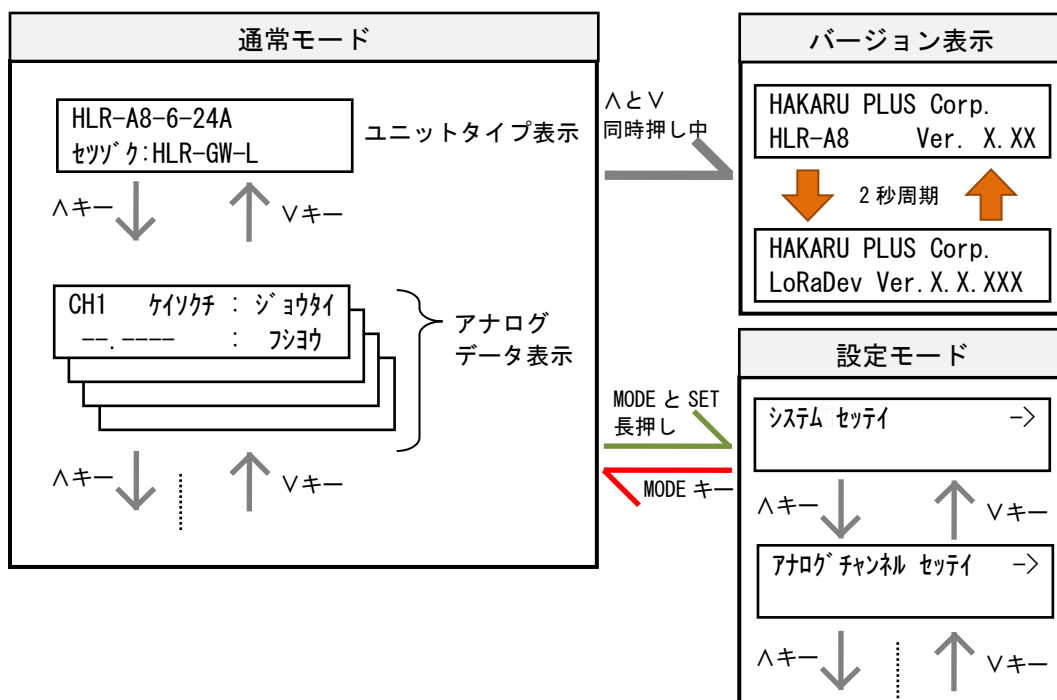 通常モード
HLR-A8-6-24A
ｾﾂｿﾞｸ:HLR-GW-L
ユニットタイプ表示
∧キー
∨キー
CH1 ｹｲｿｸﾁ : ｼﾞｮｳﾀｲ
--.---- : ﾌｼﾖｳ
アナログ
データ表示
∧キー
∨キー
∧と∨
同時押し中
バージョン表示
HAKARU PLUS Corp.
HLR-A8 Ver. X.XX
2秒周期
HAKARU PLUS Corp.
LoRaDev Ver.X.X.XXX
MODE と SET
長押し
MODE キー
設定モード
ｼｽﾃﾑ ｾｯﾃｲ ->
∧キー
∨キー
ｱﾅﾛｸﾞﾁｬﾝﾈﾙ ｾｯﾃｲ ->
∧キー
∨キー